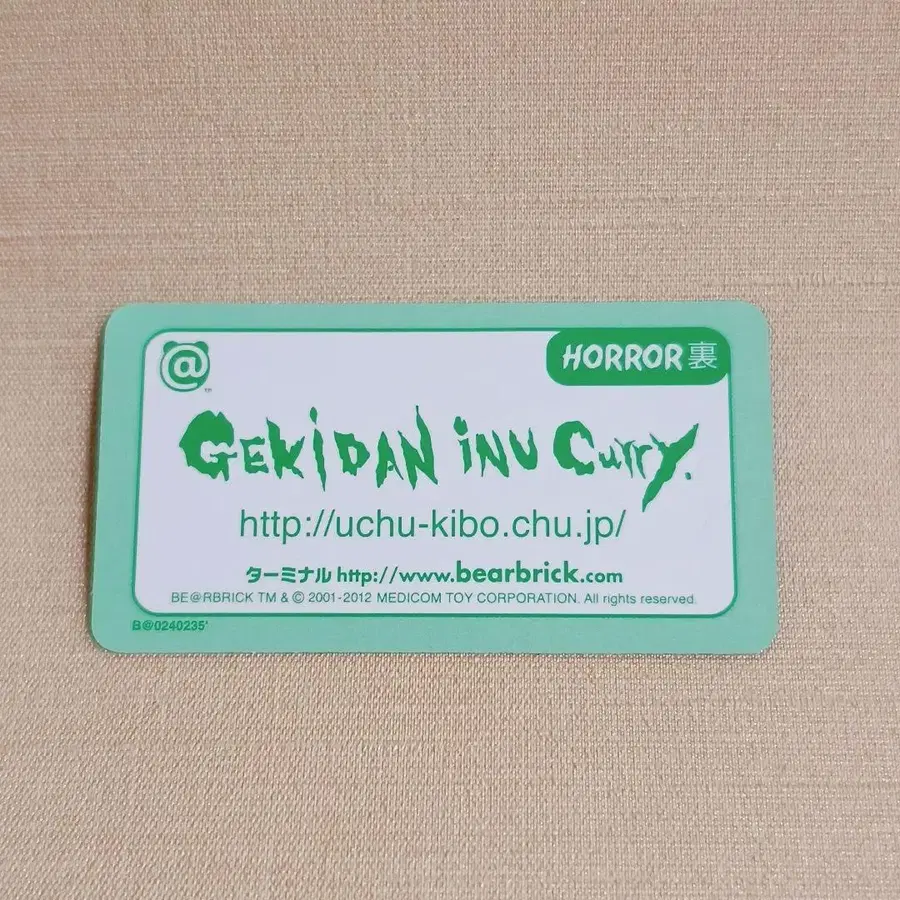 @ ™
HORROR裏
GEKIDAN iNU CURRY.
http://uchu-kibo.chu.jp/
ターミナル http://www.bearbrick.com
BE@RBRICK TM & © 2001-2012 MEDICOM TOY CORPORATION. All rights reserved.
B@0240235'